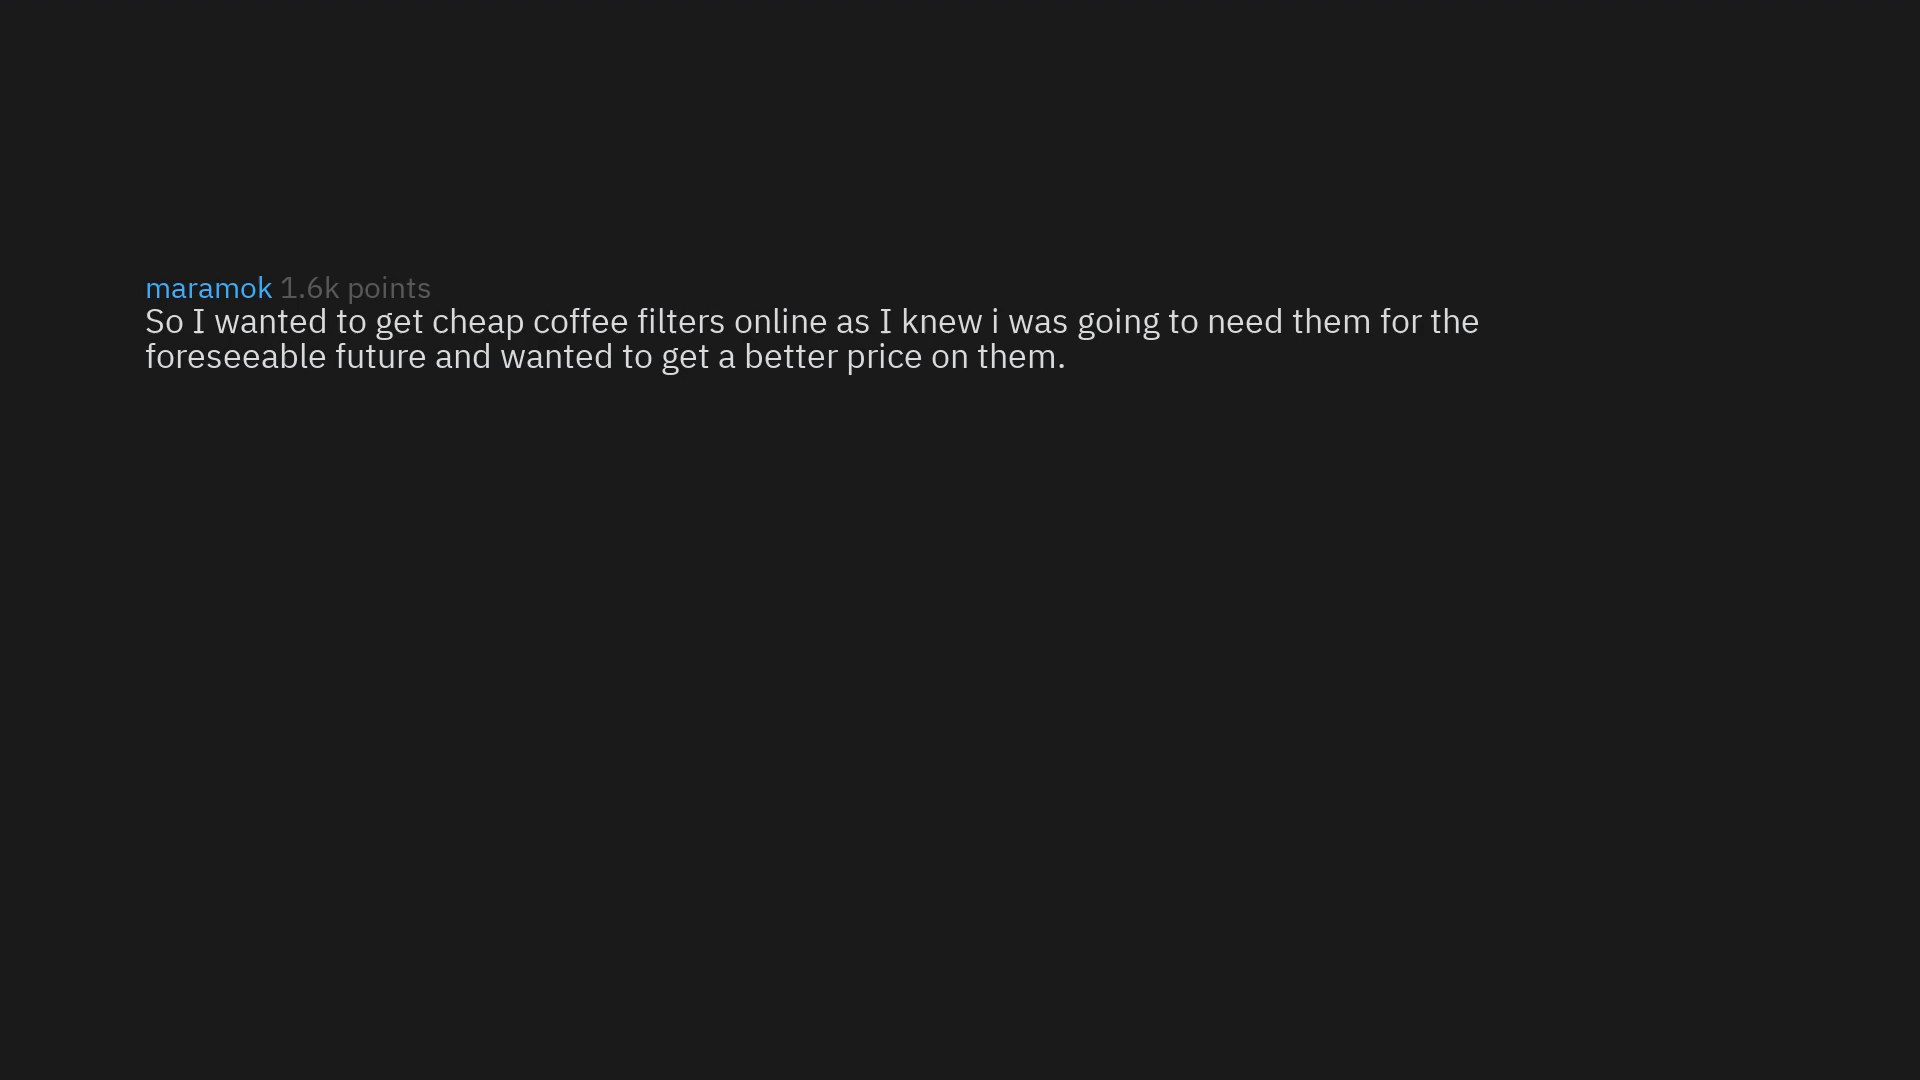 maramok 1.6k points
So I wanted to get cheap coffee filters online as I knew i was going to need them for the
foreseeable future and wanted to get a better price on them.